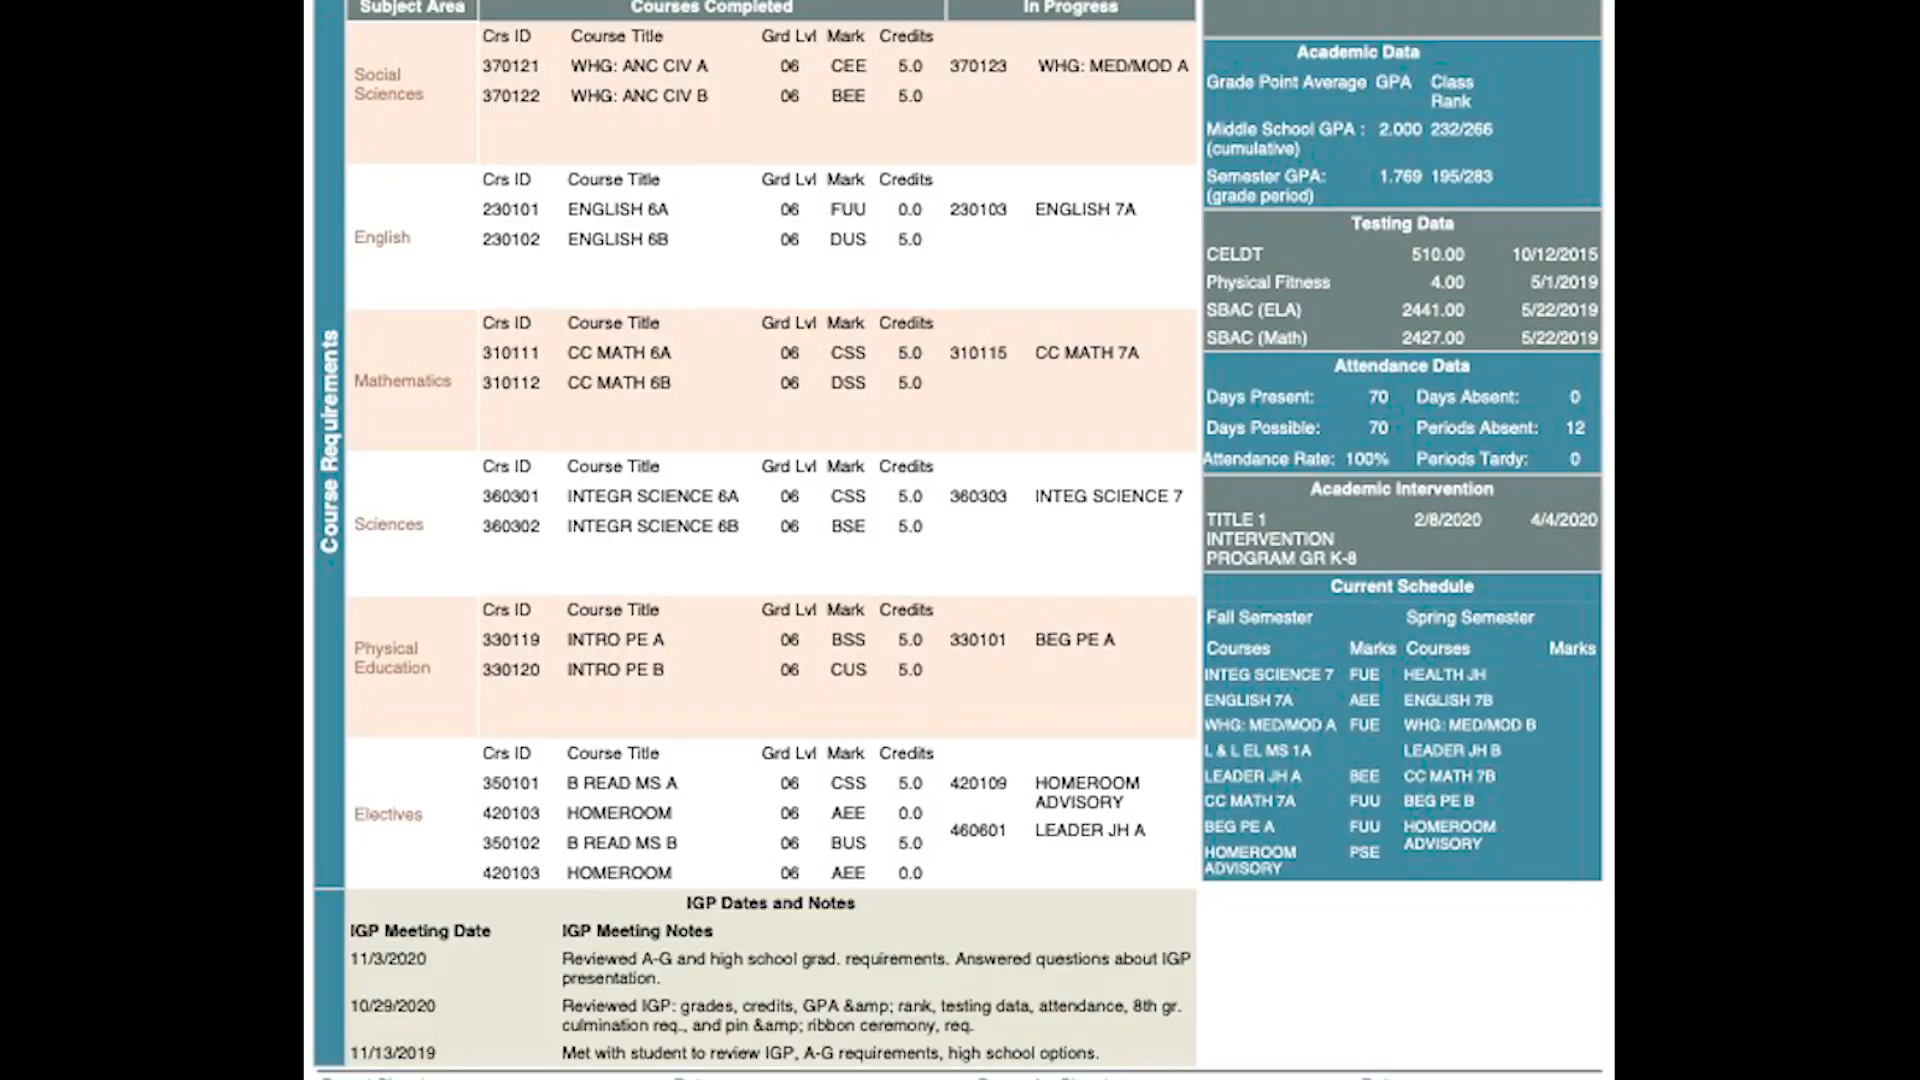 Subject Area Courses Completed In Progress
Course Requirements
Social
Sciences
Crs ID Course Title Grd Lvl Mark Credits
370121 WHG: ANC CIV A 06 CEE 5.0 370123 WHG: MED/MOD A
370122 WHG: ANC CIV B 06 BEE 5.0
English
Crs ID Course Title Grd Lvl Mark Credits
230101 ENGLISH 6A 06 FUU 0.0 230103 ENGLISH 7A
230102 ENGLISH 6B 06 DUS 5.0
Mathematics
Crs ID Course Title Grd Lvl Mark Credits
310111 CC MATH 6A 06 CSS 5.0 310115 CC MATH 7A
310112 CC MATH 6B 06 DSS 5.0
Sciences
Crs ID Course Title Grd Lvl Mark Credits
360301 INTEGR SCIENCE 6A 06 CSS 5.0 360303 INTEG SCIENCE 7
360302 INTEGR SCIENCE 6B 06 BSE 5.0
Physical
Education
Crs ID Course Title Grd Lvl Mark Credits
330119 INTRO PE A 06 BSS 5.0 330101 BEG PE A
330120 INTRO PE B 06 CUS 5.0
Electives
Crs ID Course Title Grd Lvl Mark Credits
350101 B READ MS A 06 CSS 5.0 420109 HOMEROOM
ADVISORY
420103 HOMEROOM 06 AEE 0.0
460601 LEADER JH A
350102 B READ MS B 06 BUS 5.0
420103 HOMEROOM 06 AEE 0.0
IGP Dates and Notes
IGP Meeting Date IGP Meeting Notes
11/3/2020 Reviewed A-G and high school grad. requirements. Answered questions about IGP
presentation.
10/29/2020 Reviewed IGP: grades, credits, GPA &amp; rank, testing data, attendance, 8th gr.
culmination req., and pin &amp; ribbon ceremony, req.
11/13/2019 Met with student to review IGP, A-G requirements, high school options.
Academic Data
Grade Point Average GPA Class
Rank
Middle School GPA : 2.000 232/266
(cumulative)
Semester GPA: 1.769 195/283
(grade period)
Testing Data
CELDT 510.00 10/12/2015
Physical Fitness 4.00 5/1/2019
SBAC (ELA) 2441.00 5/22/2019
SBAC (Math) 2427.00 5/22/2019
Attendance Data
Days Present: 70 Days Absent: 0
Days Possible: 70 Periods Absent: 12
Attendance Rate: 100% Periods Tardy: 0
Academic Intervention
TITLE 1 2/8/2020 4/4/2020
INTERVENTION
PROGRAM GR K-8
Current Schedule
Fall Semester Spring Semester
Courses Marks Courses Marks
INTEG SCIENCE 7 FUE HEALTH JH
ENGLISH 7A AEE ENGLISH 7B
WHG: MED/MOD A FUE WHG: MED/MOD B
L & L EL MS 1A LEADER JH B
LEADER JH A BEE CC MATH 7B
CC MATH 7A FUU BEG PE B
BEG PE A FUU HOMEROOM
ADVISORY
HOMEROOM PSE
ADVISORY